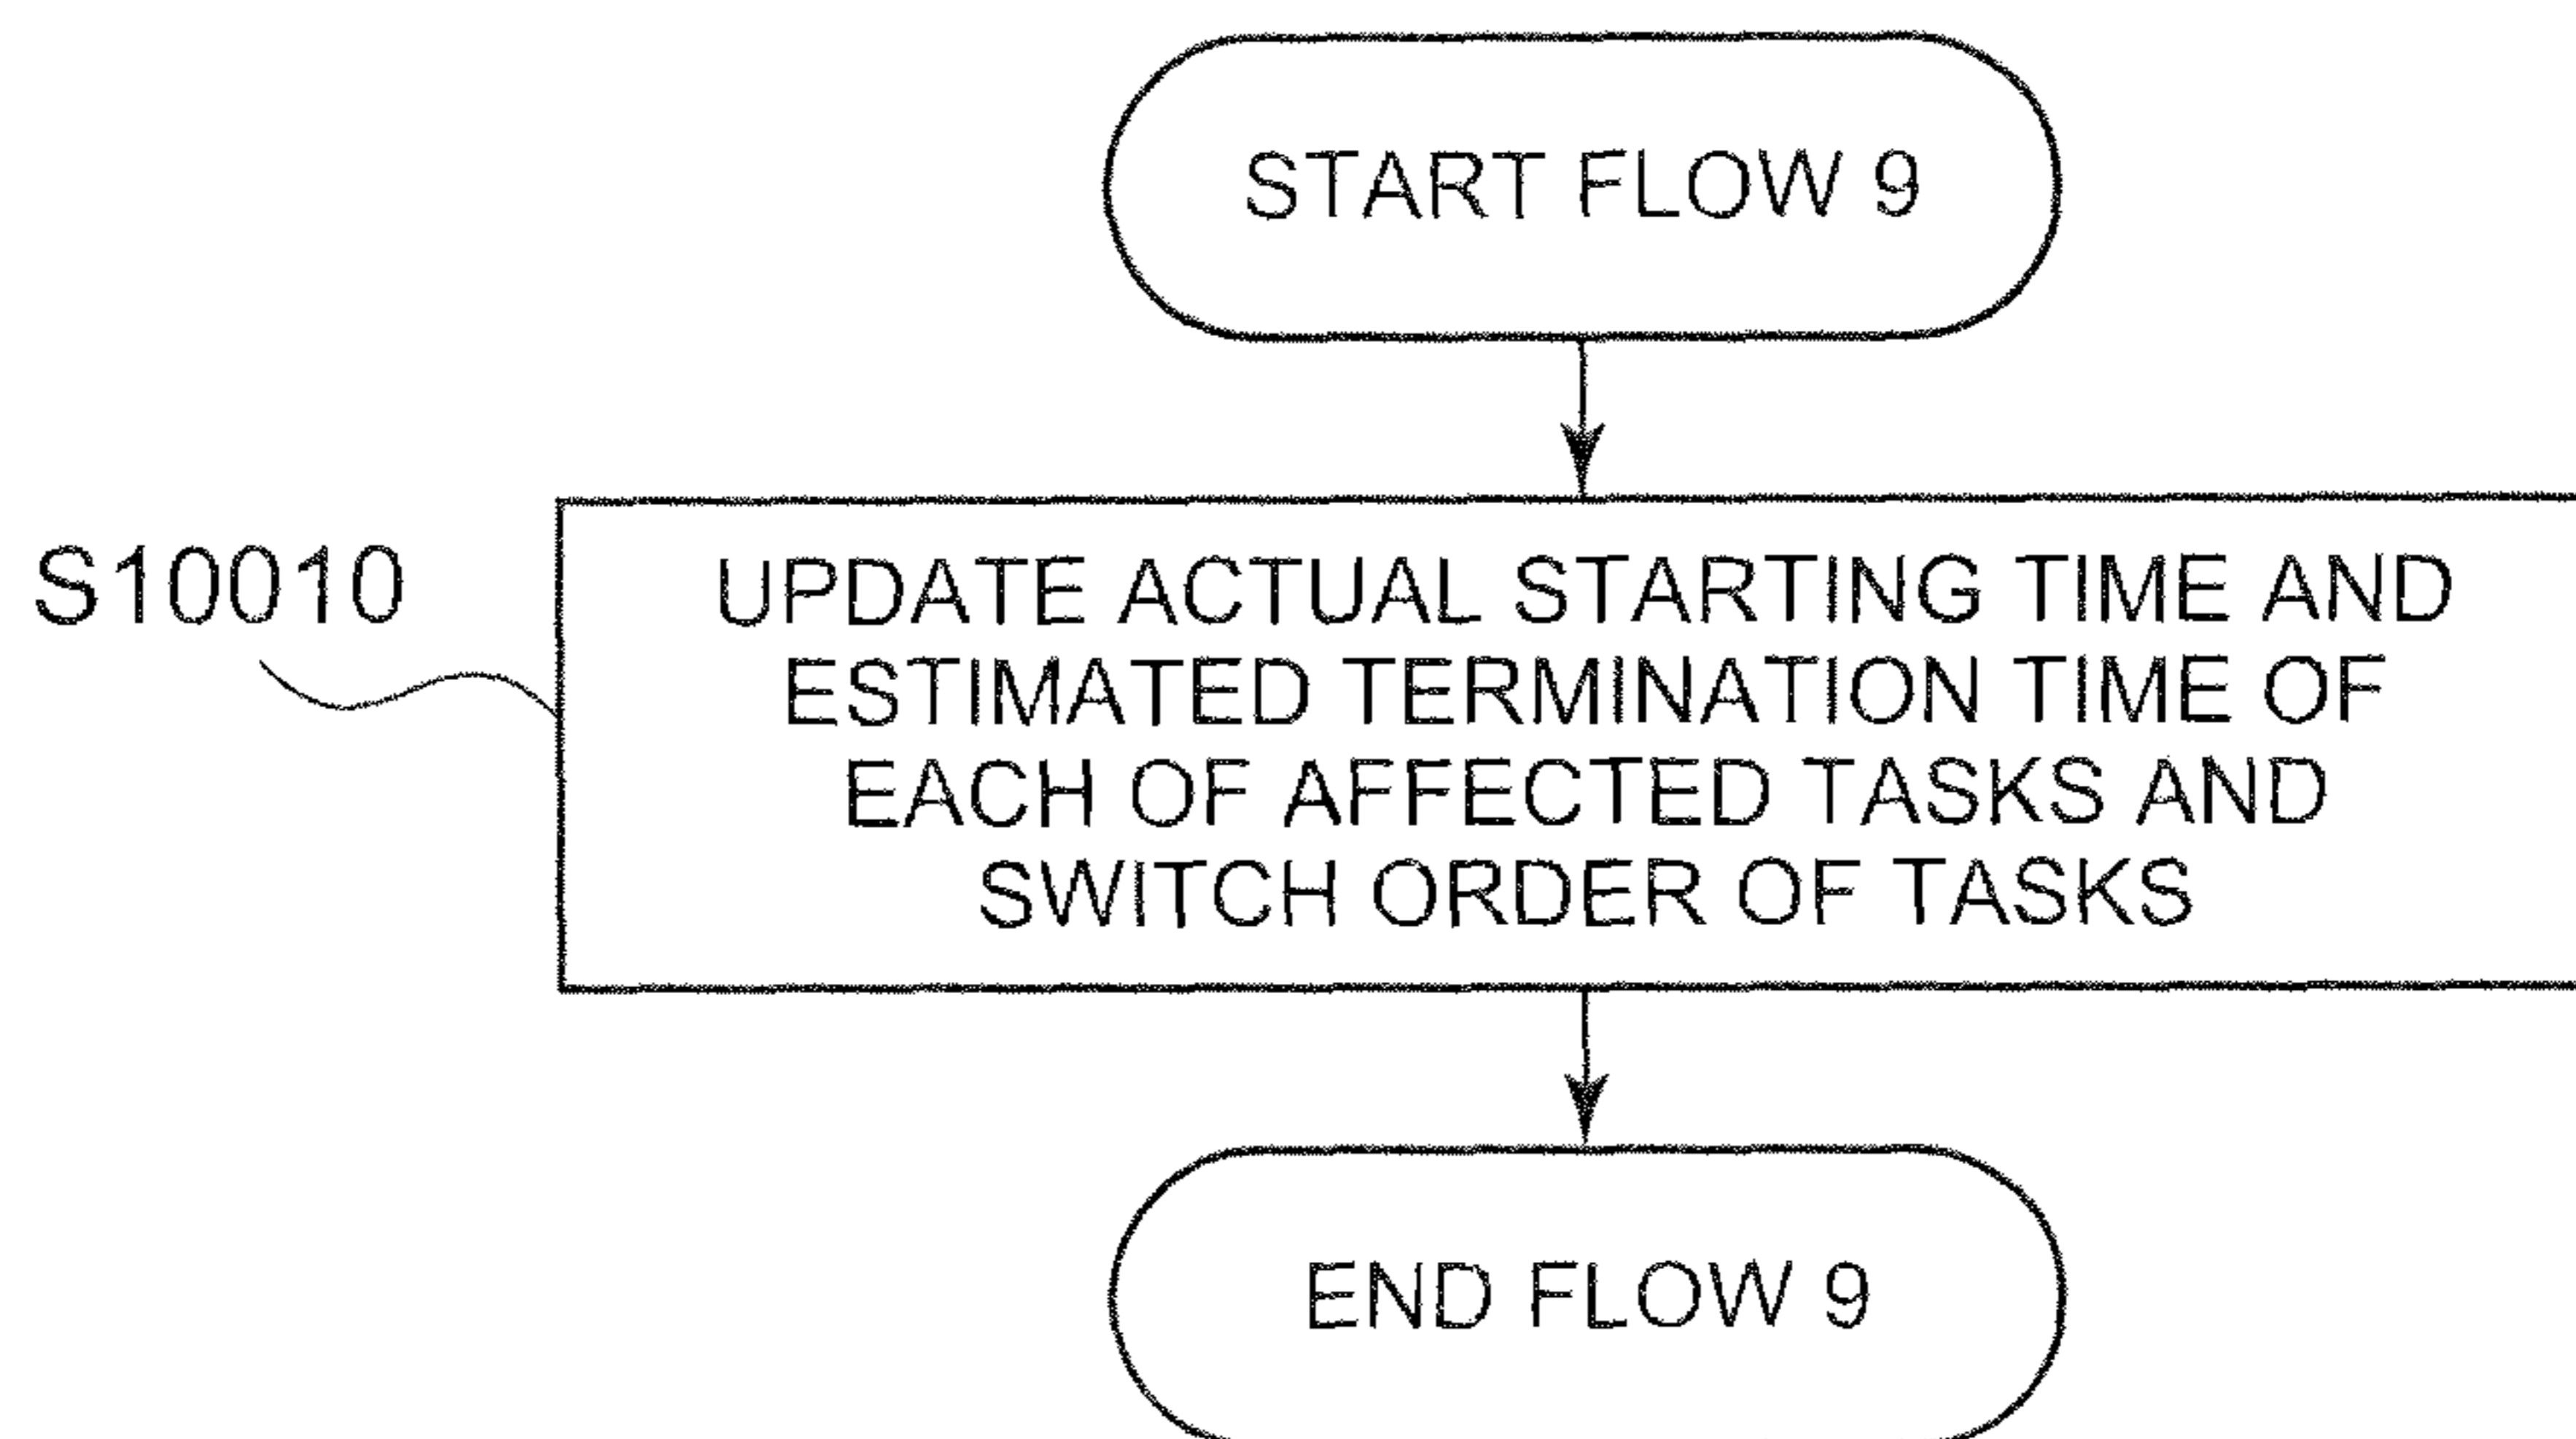 START FLOW 9
S10010
UPDATE ACTUAL STARTING TIME AND
ESTIMATED TERMINATION TIME OF
EACH OF AFFECTED TASKS AND
SWITCH ORDER OF TASKS
END FLOW 9